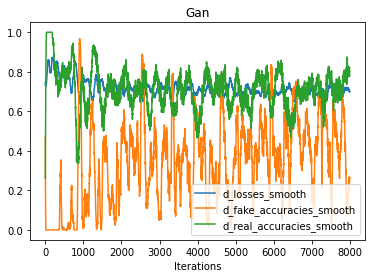 Gan
1.0
0.8
0.6
0.4
0.2
0.0
d_losses_smooth
d_fake_accuracies_smooth
d_real_accuracies_smooth
0 1000 2000 3000 4000 5000 6000 7000 8000
Iterations